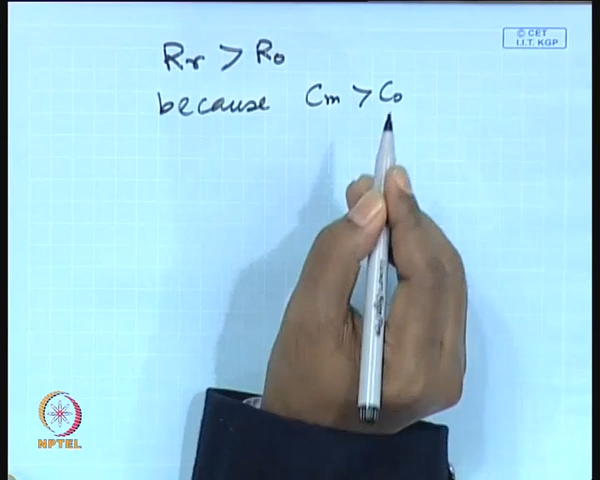 Rr > Ro
because Cm > Co
© CET
I.I.T. KGP
NPTEL